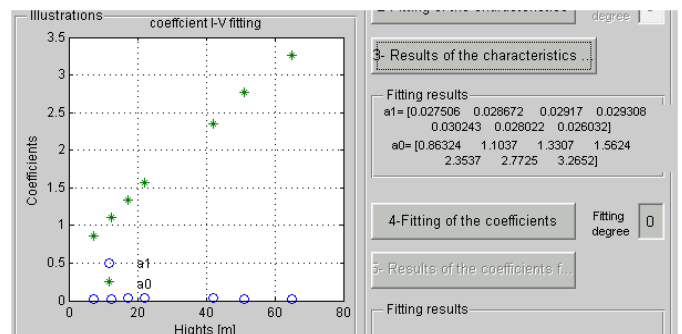 Illustrations
coeffcient I-V fitting
3.5
3
2.5
2
1.5
1
0.5
0
Coefficients
a1
a0
0 20 40 60 80
Hights [m]
degree
3- Results of the characteristics ...
Fitting results
a1= [0.027506 0.028672 0.02917 0.029308
0.030243 0.028022 0.026032]
a0= [0.86324 1.1037 1.3307 1.5624
2.3537 2.7725 3.2652]
4-Fitting of the coefficients
Fitting
degree
0
5- Results of the coefficients f...
Fitting results